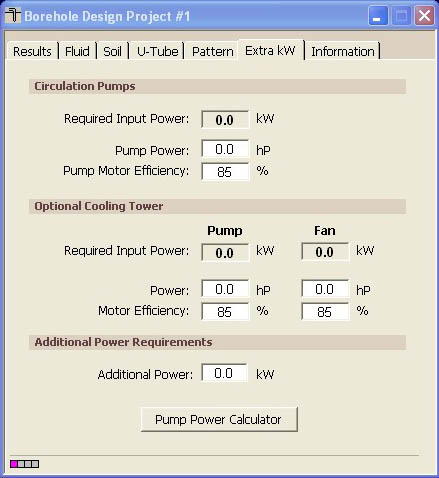 Borehole Design Project #1
Results Fluid Soil U-Tube Pattern Extra kW Information
Circulation Pumps
Required Input Power: 0.0 kW
Pump Power: 0.0 hP
Pump Motor Efficiency: 85 %
Optional Cooling Tower
Pump Fan
Required Input Power: 0.0 kW 0.0 kW
Power: 0.0 hP 0.0 hP
Motor Efficiency: 85 % 85 %
Additional Power Requirements
Additional Power: 0.0 kW
Pump Power Calculator